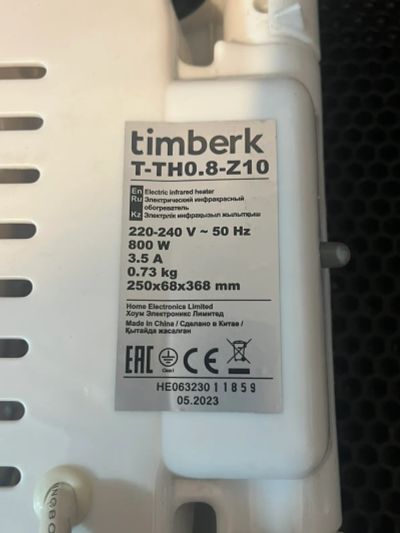 timberk
T-TH0.8-Z10
En Electric infrared heater
Ru Электрический инфракрасный
обогреватель
Kz Электрлік инфрақызыл жылытқыш
220-240 V ~ 50 Hz
800 W
3.5 A
0.73 kg
250x68x368 mm
Home Electronics Limited
Хоум Электроникс Лимитед
Made in China / Сделано в Китае /
Қытайда жасалған
EAC Class I CE
HE063230 1 1 8 5 9
05.2023